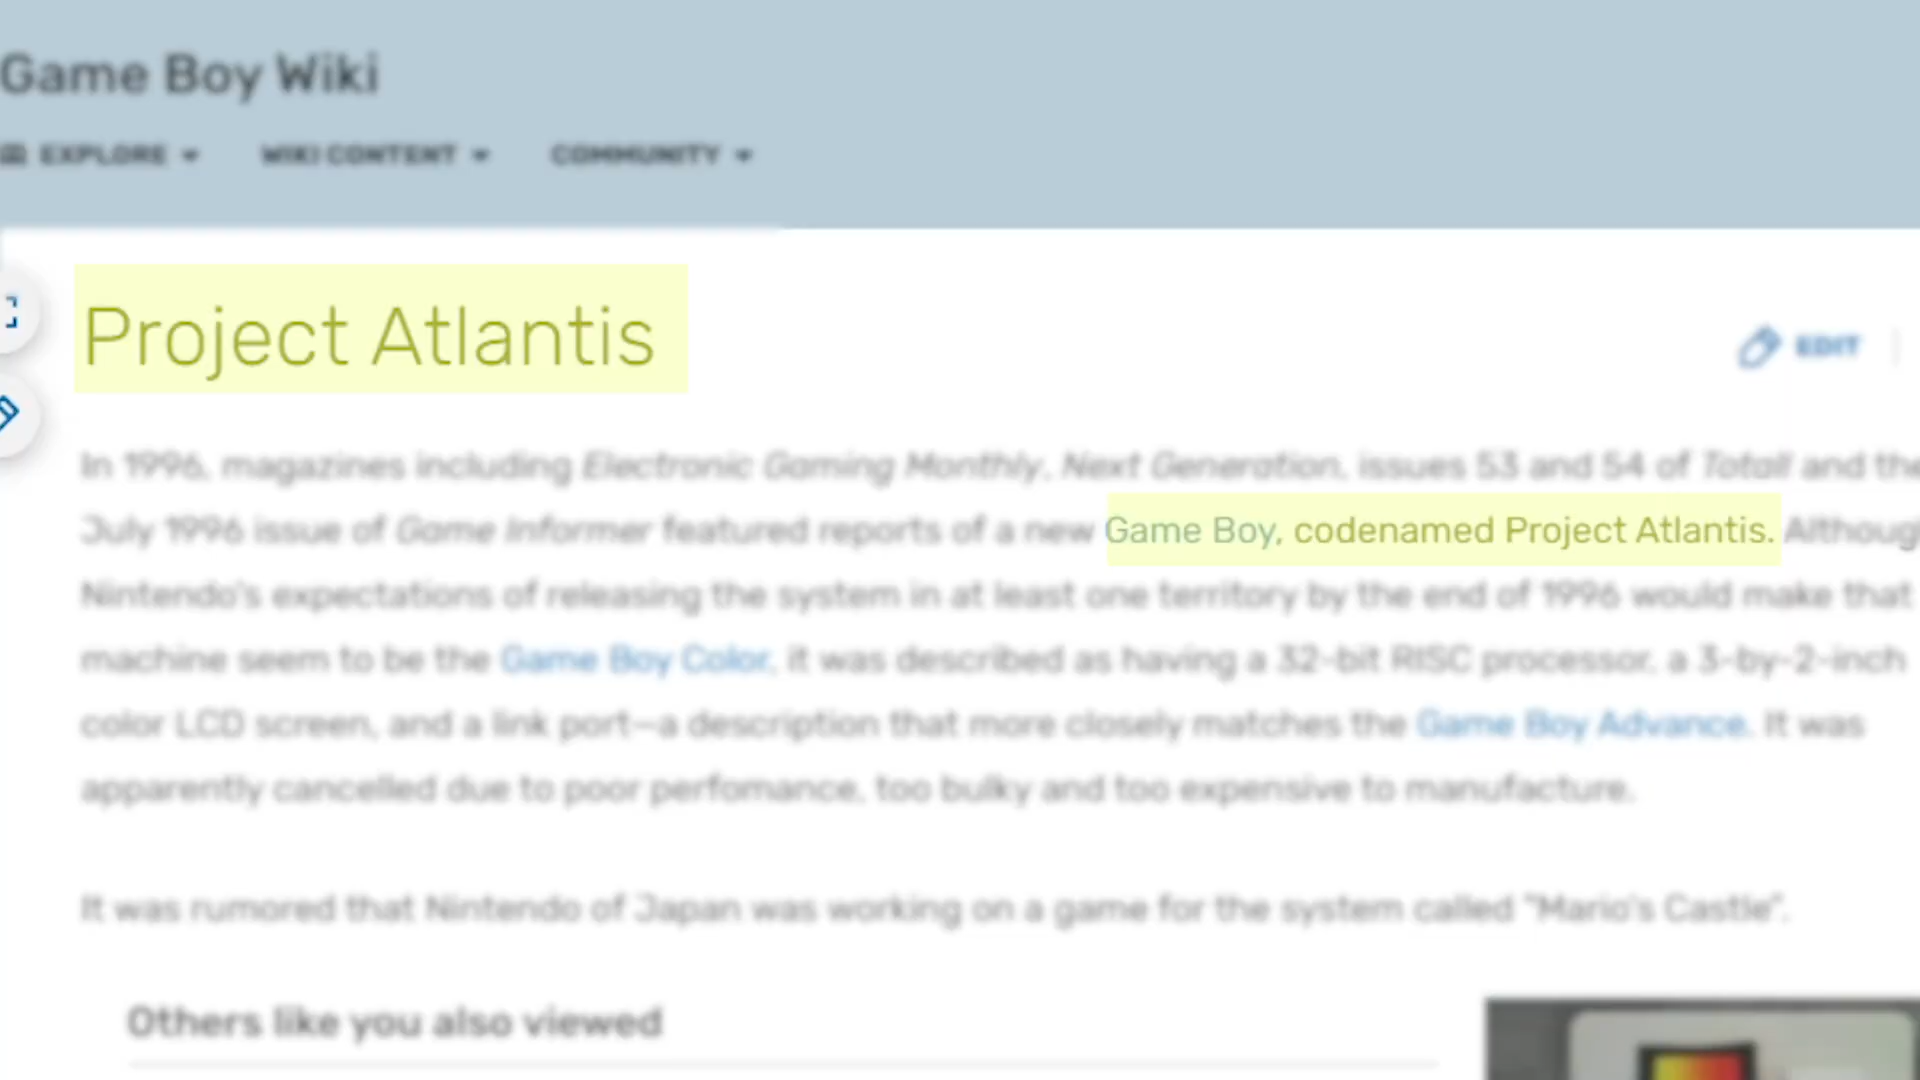 Game Boy Wiki
EXPLORE WIKI CONTENT COMMUNITY
Project Atlantis
EDIT
In 1996, magazines including Electronic Gaming Monthly, Next Generation, issues 53 and 54 of Total! and the
July 1996 issue of Game Informer featured reports of a new Game Boy, codenamed Project Atlantis. Althoug
Nintendo's expectations of releasing the system in at least one territory by the end of 1996 would make that
machine seem to be the Game Boy Color, it was described as having a 32-bit RISC processor, a 3-by-2-inch
color LCD screen, and a link port—a description that more closely matches the Game Boy Advance. It was
apparently cancelled due to poor perfomance, too bulky and too expensive to manufacture.
It was rumored that Nintendo of Japan was working on a game for the system called "Mario's Castle".
Others like you also viewed